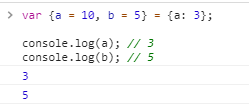 > var {a = 10, b = 5} = {a: 3};
console.log(a); // 3
console.log(b); // 5
3
5